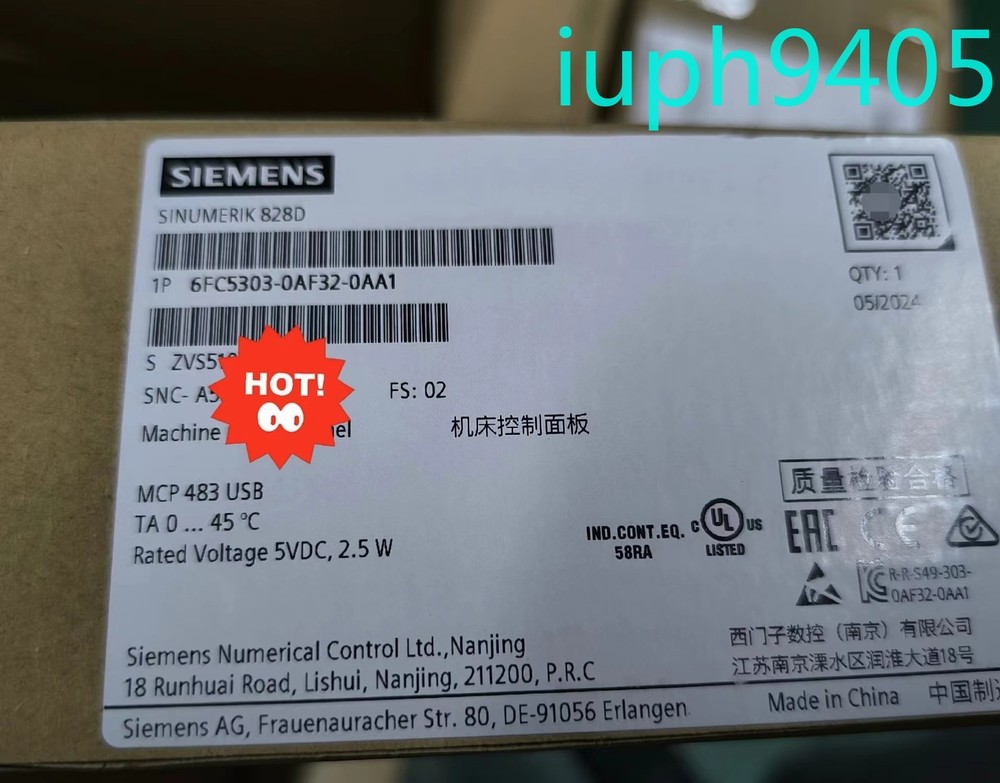 iuph9405
SIEMENS
SINUMERIK 828D
1P 6FC5303-0AF32-0AA1
QTY: 1
05/2024
S ZVS51
SNC- A5
HOT!
FS: 02
Machine
机床控制面板
MCP 483 USB
TA 0 ... 45 °C
Rated Voltage 5VDC, 2.5 W
质量检验合格
IND.CONT.EQ.
58RA
C UL US
LISTED
EAC CE
KC R-R-S49-303-
0AF32-0AA1
Siemens Numerical Control Ltd.,Nanjing
18 Runhuai Road, Lishui, Nanjing, 211200, P.R.C
西门子数控（南京）有限公司
江苏南京溧水区润淮大道18号
Siemens AG, Frauenauracher Str. 80, DE-91056 Erlangen
Made in China 中国制造